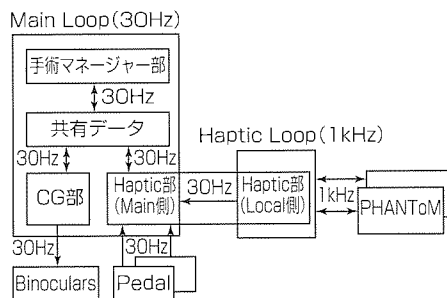 Main Loop(30Hz)
手術マネージャー部
30Hz
共有データ
30Hz
30Hz
Haptic Loop(1kHz)
CG部
Haptic部
(Main側)
30Hz
Haptic部
(Local側)
1kHz
PHANToM
30Hz
30Hz
Binoculars
Pedal